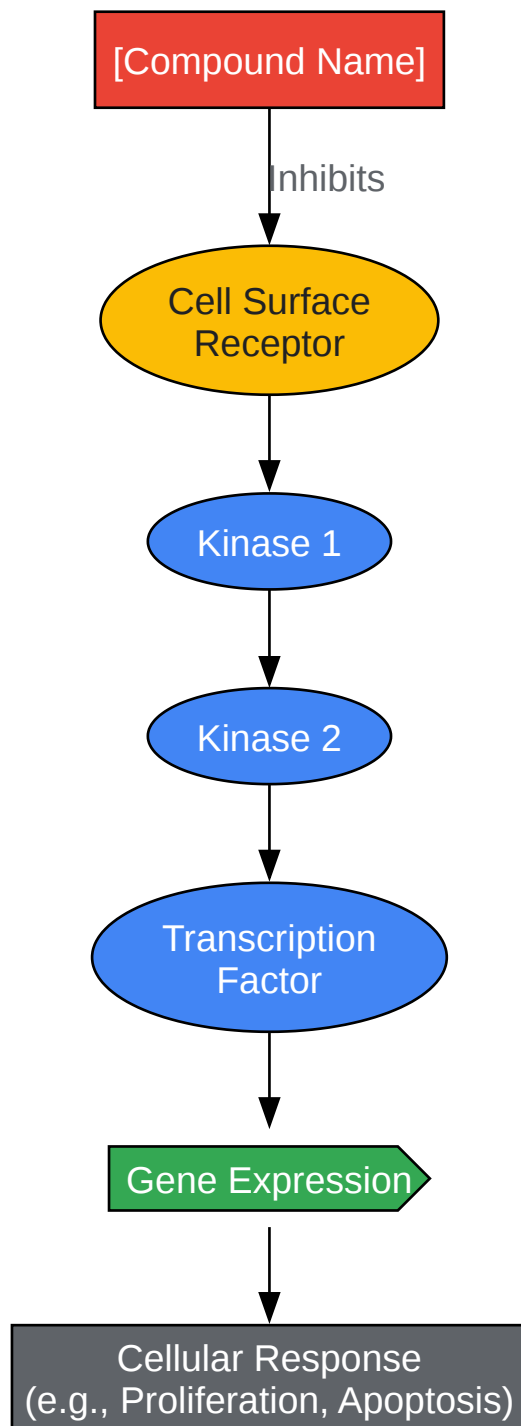 [Compound Name]
Inhibits
Cell Surface
Receptor
Kinase 1
Kinase 2
Transcription
Factor
Gene Expression
Cellular Response
(e.g., Proliferation, Apoptosis)